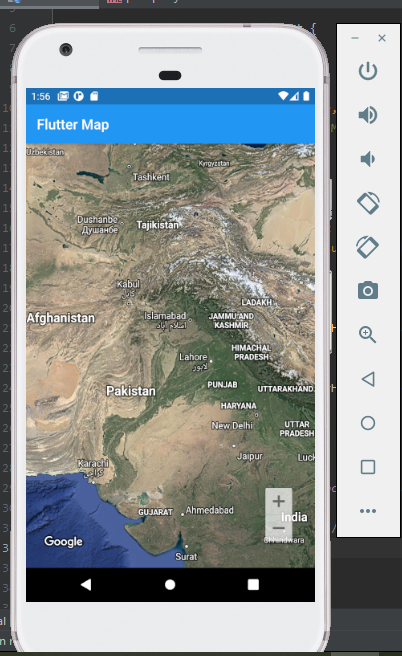 1:56
Flutter Map
Uzbekistan
Kyrgyzstan
Tashkent
Dushanbe
Душанбе
Tajikistan
Kabul
کابل
LADAKH
Afghanistan
Islamabad
اسلام آباد
JAMMU AND
KASHMIR
HIMACHAL
PRADESH
Lahore
لاہور
PUNJAB
UTTARAKHAND
Pakistan
HARYANA
New Delhi
UTTAR
PRADESH
Jaipur
Luck
Karachi
کراچی
GUJARAT
Ahmedabad
India
Google
Chhindwara
Surat